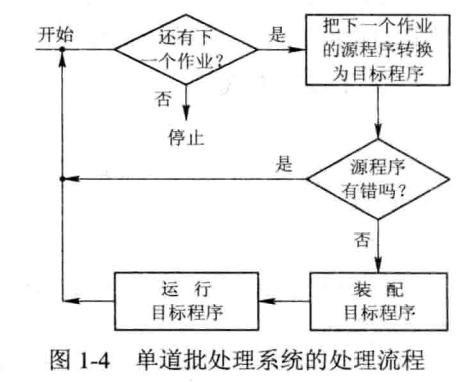 开始
还有下
一个作业？
是
把下一个作业
的源程序转换
为目标程序
否
停止
是
源程序
有错吗？
否
运 行
目标程序
装 配
目标程序
图 1-4 单道批处理系统的处理流程